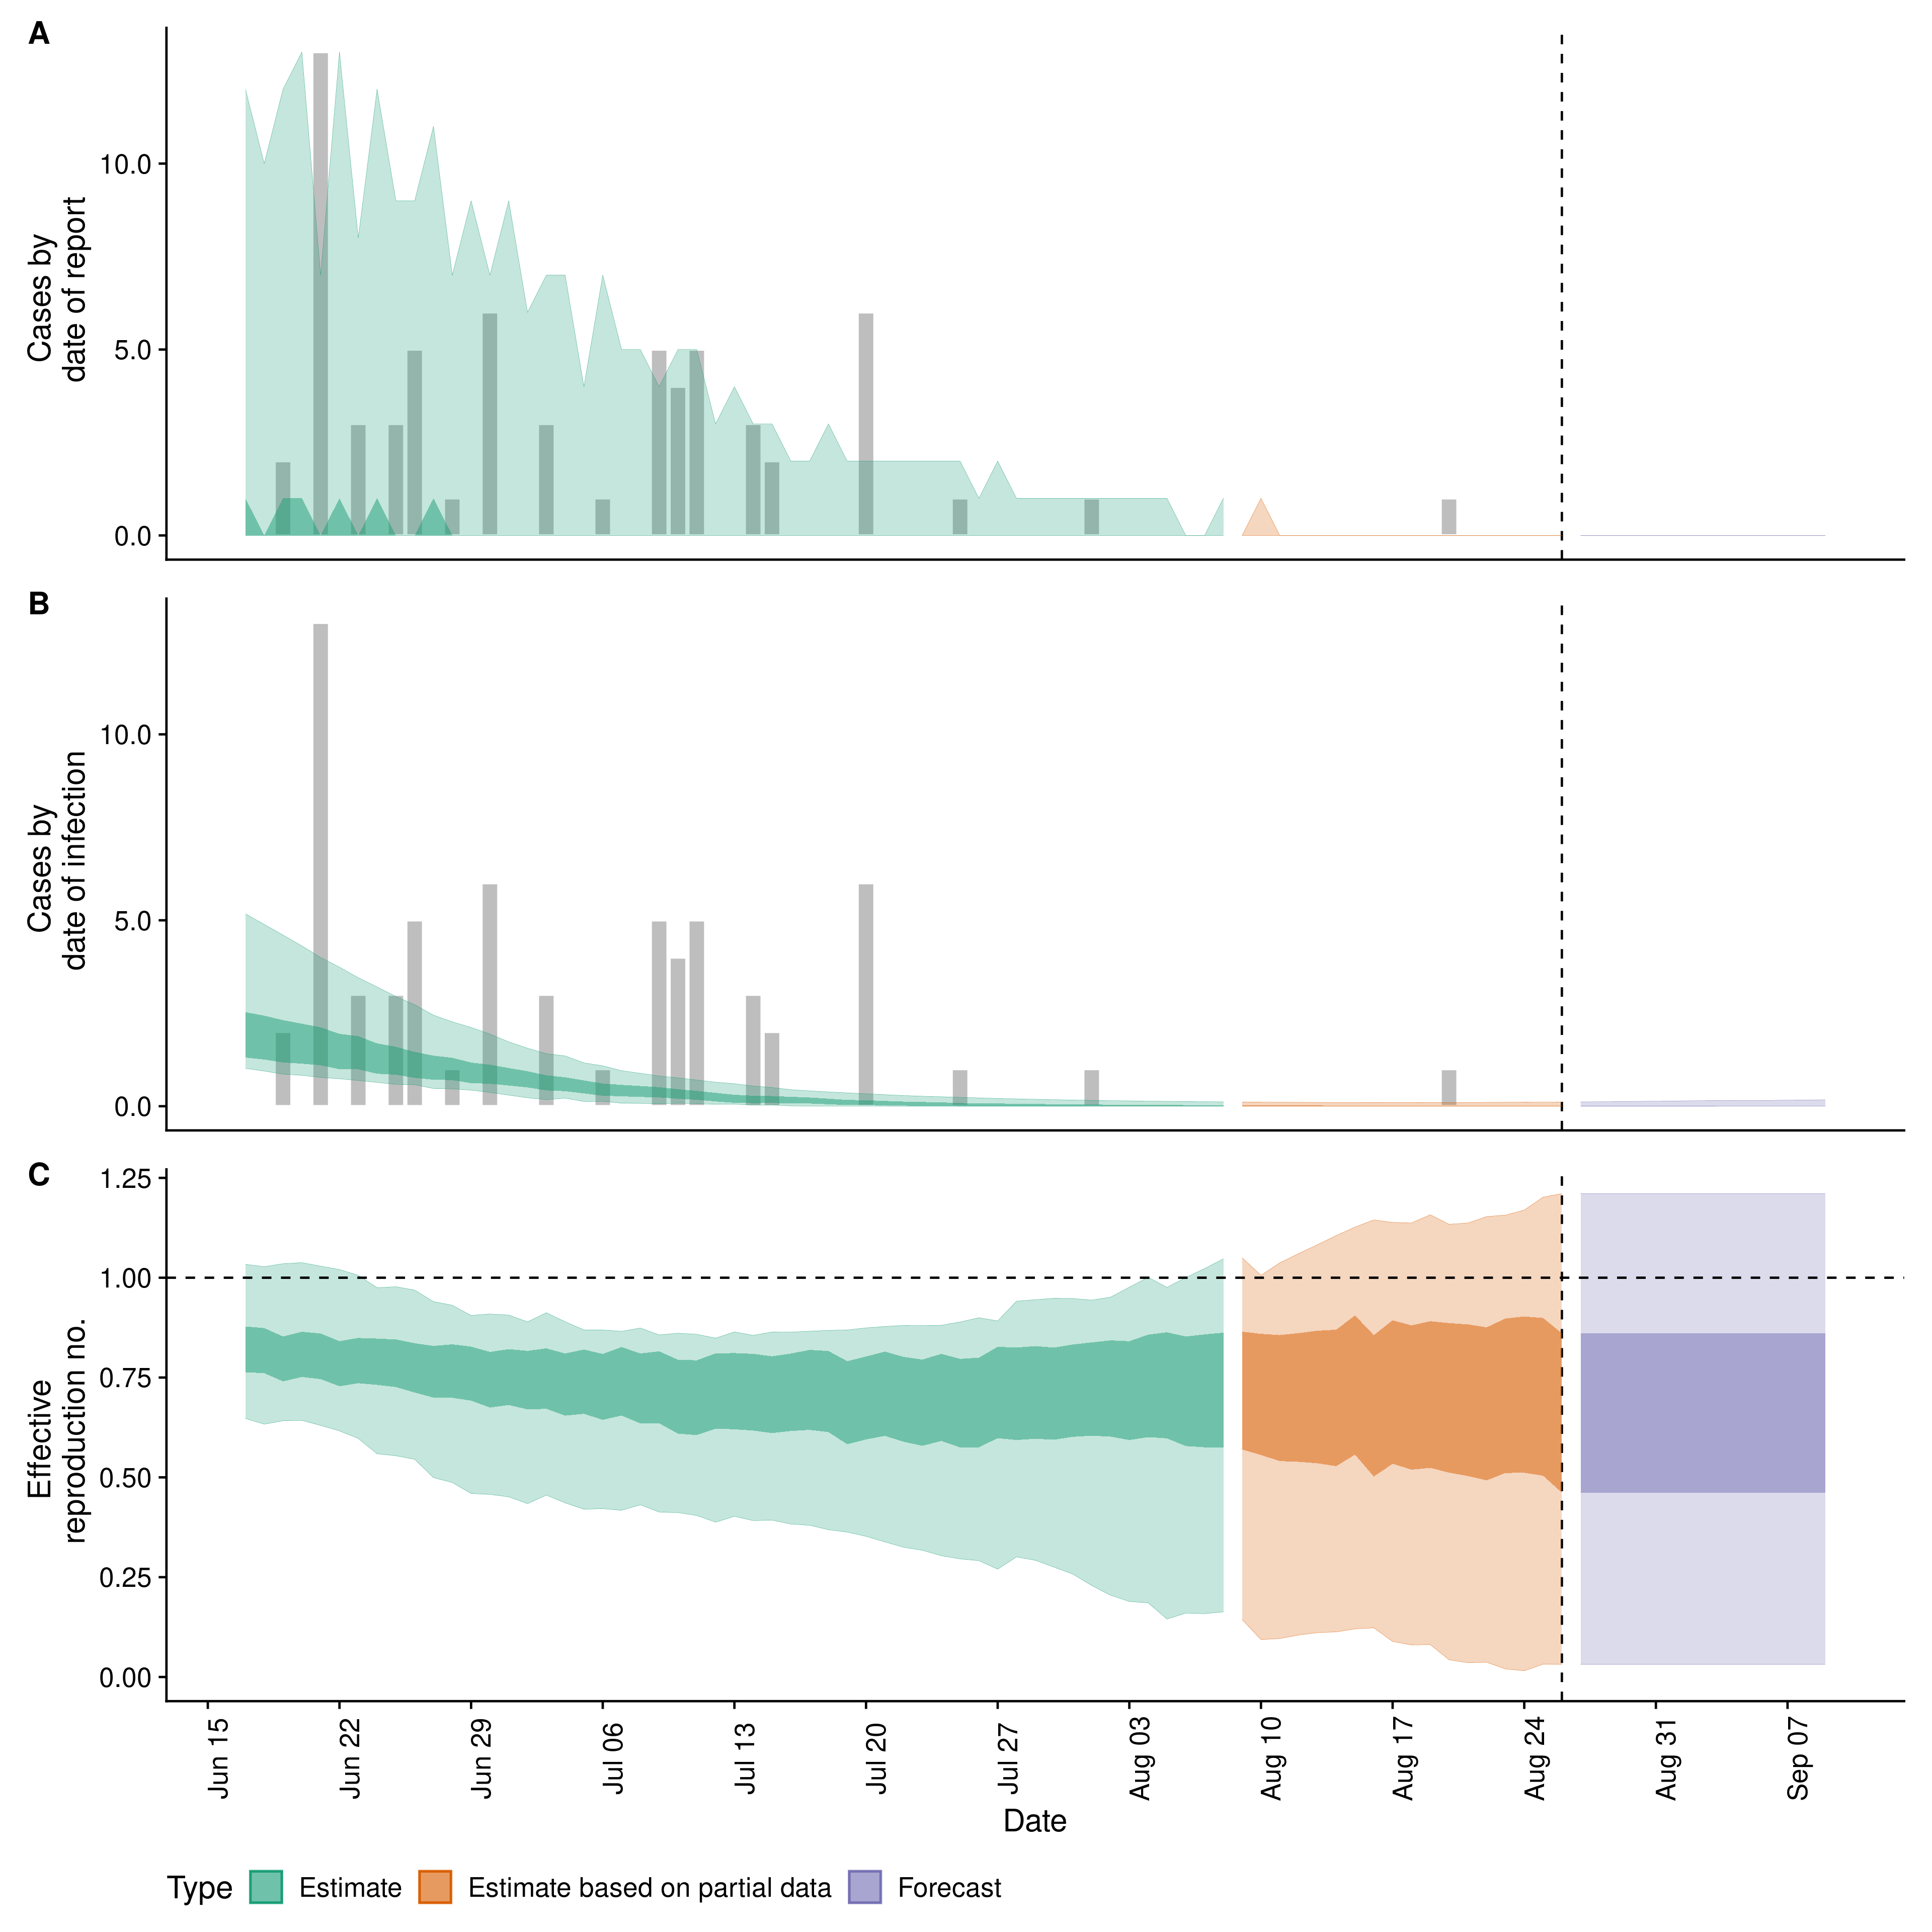 A
Cases by
date of report
10.0
5.0
0.0
B
Cases by
date of infection
10.0
5.0
0.0
C
Effective
reproduction no.
1.25
1.00
0.75
0.50
0.25
0.00
Jun 15
Jun 22
Jun 29
Jul 06
Jul 13
Jul 20
Jul 27
Aug 03
Aug 10
Aug 17
Aug 24
Aug 31
Sep 07
Date
Type Estimate Estimate based on partial data Forecast